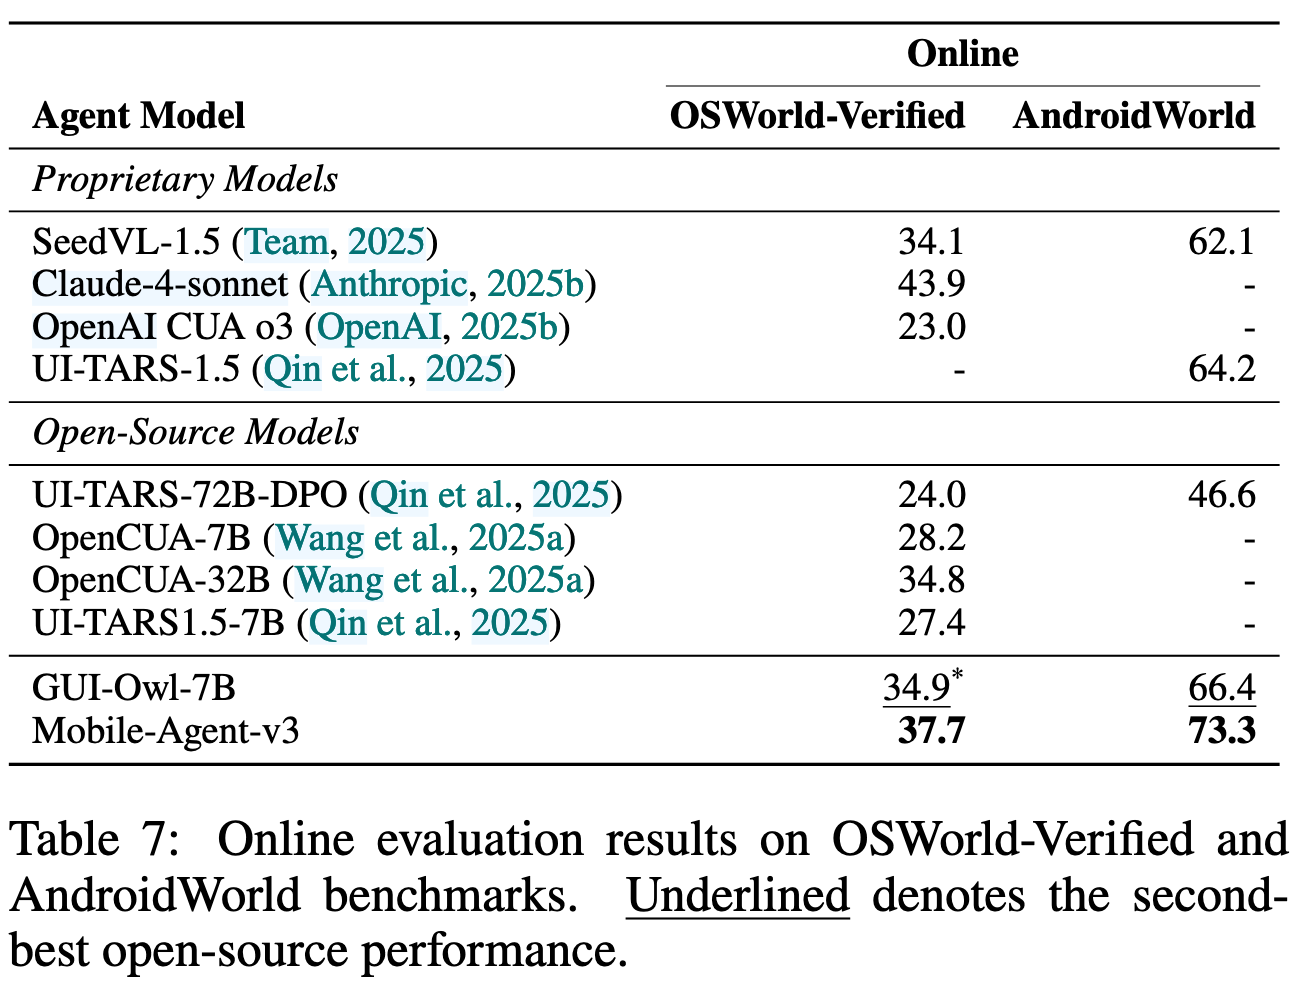 Online
Agent Model OSWorld-Verified AndroidWorld
Proprietary Models
SeedVL-1.5 (Team, 2025) 34.1 62.1
Claude-4-sonnet (Anthropic, 2025b) 43.9 -
OpenAI CUA o3 (OpenAI, 2025b) 23.0 -
UI-TARS-1.5 (Qin et al., 2025) - 64.2
Open-Source Models
UI-TARS-72B-DPO (Qin et al., 2025) 24.0 46.6
OpenCUA-7B (Wang et al., 2025a) 28.2 -
OpenCUA-32B (Wang et al., 2025a) 34.8 -
UI-TARS1.5-7B (Qin et al., 2025) 27.4 -
GUI-Owl-7B 34.9* 66.4
Mobile-Agent-v3 37.7 73.3
Table 7: Online evaluation results on OSWorld-Verified and
AndroidWorld benchmarks. Underlined denotes the second-
best open-source performance.